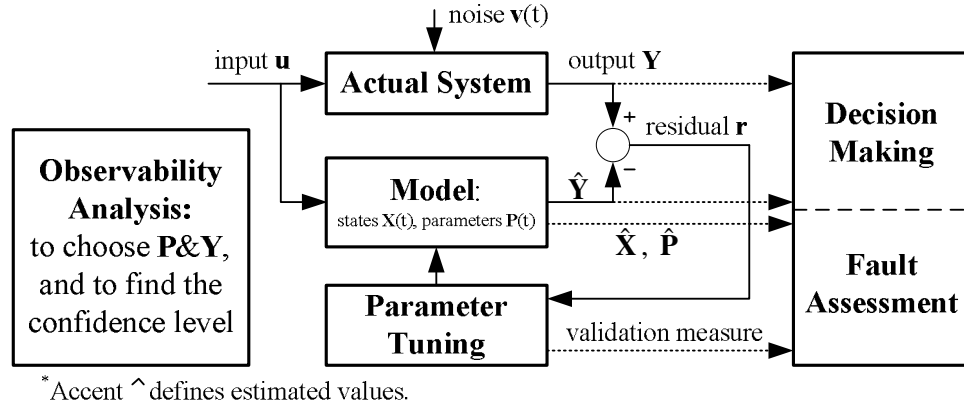 noise v(t)
input u
output Y
Actual System
+
residual r
−
Decision
Making
Observability
Analysis:
to choose P&Y,
and to find the
confidence level
Model:
states X(t), parameters P(t)
Ŷ
X̂ , P̂
Fault
Assessment
Parameter
Tuning
validation measure
*Accent ^ defines estimated values.